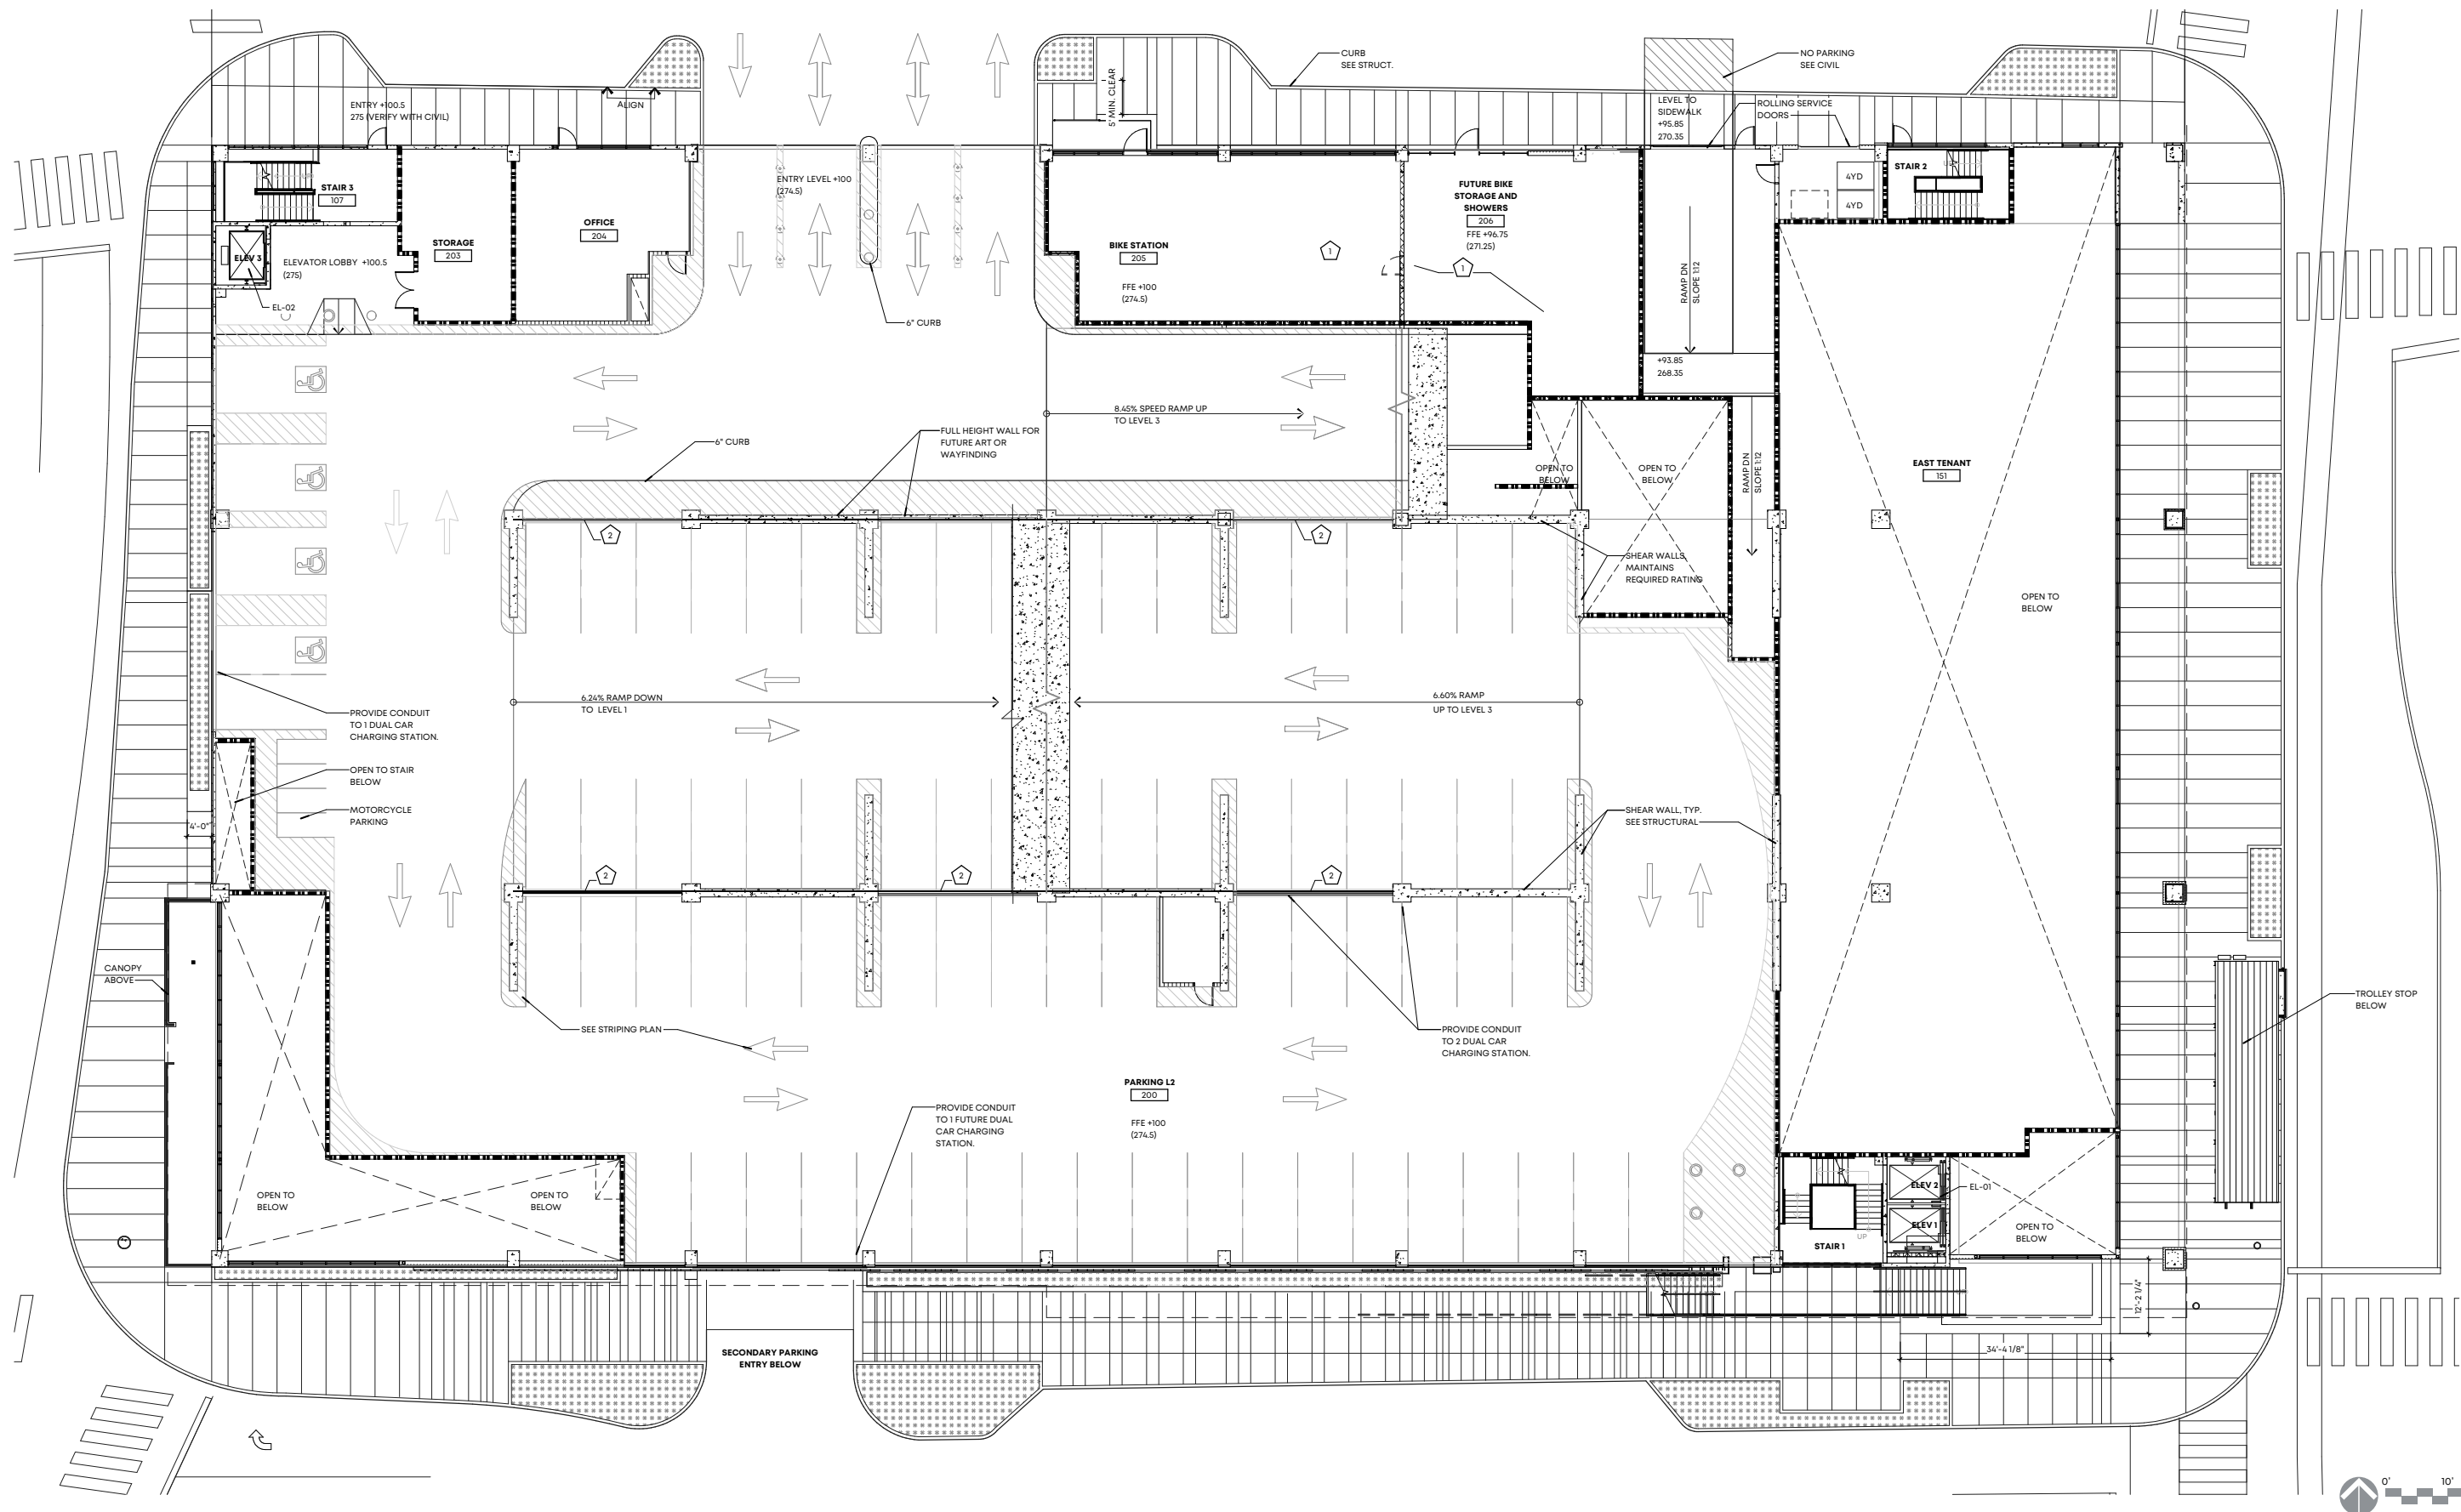 CURB
SEE STRUCT.
NO PARKING
SEE CIVIL
ENTRY +100.5
275 (VERIFY WITH CIVIL)
ALIGN
5' MIN. CLEAR
LEVEL TO
SIDEWALK
+95.85
270.35
ROLLING SERVICE
DOORS
STAIR 3
107
STORAGE
203
OFFICE
204
ENTRY LEVEL +100
(274.5)
BIKE STATION
205
FFE +100
(274.5)
1
FUTURE BIKE
STORAGE AND
SHOWERS
206
FFE +96.75
(271.25)
1
4YD
4YD
STAIR 2
ELEV 3
ELEVATOR LOBBY +100.5
(275)
EL-02
6" CURB
RAMP DN
SLOPE 1:12
+93.85
268.35
8.45% SPEED RAMP UP
TO LEVEL 3
6" CURB
FULL HEIGHT WALL FOR
FUTURE ART OR
WAYFINDING
OPEN TO
BELOW
OPEN TO
BELOW
RAMP DN
SLOPE 1:12
EAST TENANT
151
2
2
SHEAR WALLS,
MAINTAINS
REQUIRED RATING
OPEN TO
BELOW
6.24% RAMP DOWN
TO LEVEL 1
6.60% RAMP
UP TO LEVEL 3
PROVIDE CONDUIT
TO 1 DUAL CAR
CHARGING STATION.
OPEN TO STAIR
BELOW
MOTORCYCLE
PARKING
4'-0"
SHEAR WALL, TYP.
SEE STRUCTURAL
2
2
2
CANOPY
ABOVE
SEE STRIPING PLAN
PROVIDE CONDUIT
TO 2 DUAL CAR
CHARGING STATION.
TROLLEY STOP
BELOW
PARKING L2
200
FFE +100
(274.5)
PROVIDE CONDUIT
TO 1 FUTURE DUAL
CAR CHARGING
STATION.
OPEN TO
BELOW
OPEN TO
BELOW
ELEV 2
EL-01
ELEV 1
UP
STAIR 1
OPEN TO
BELOW
12'-2 1/4"
34'-4 1/8"
SECONDARY PARKING
ENTRY BELOW
0'
10'